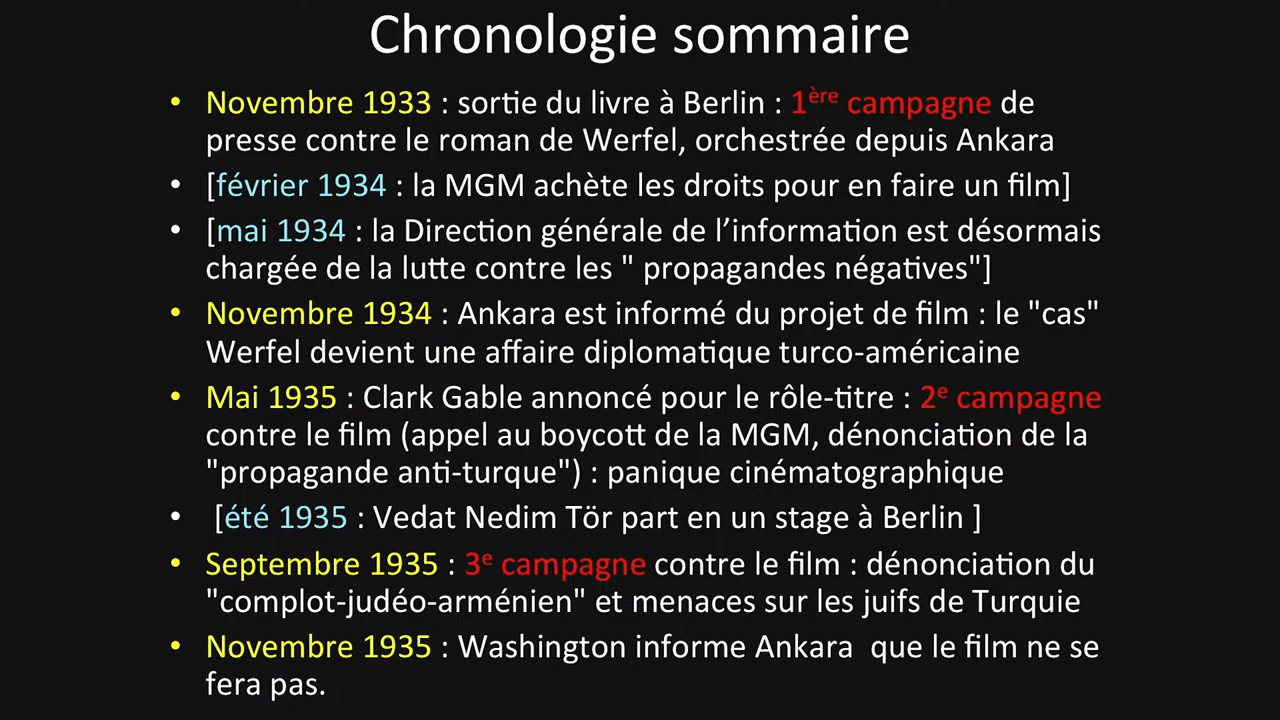 Chronologie sommaire
• Novembre 1933 : sortie du livre à Berlin : 1ère campagne de
presse contre le roman de Werfel, orchestrée depuis Ankara
• [février 1934 : la MGM achète les droits pour en faire un film]
• [mai 1934 : la Direction générale de l’information est désormais
chargée de la lutte contre les " propagandes négatives"]
• Novembre 1934 : Ankara est informé du projet de film : le "cas"
Werfel devient une affaire diplomatique turco-américaine
• Mai 1935 : Clark Gable annoncé pour le rôle-titre : 2e campagne
contre le film (appel au boycott de la MGM, dénonciation de la
"propagande anti-turque") : panique cinématographique
• [été 1935 : Vedat Nedim Tör part en un stage à Berlin ]
• Septembre 1935 : 3e campagne contre le film : dénonciation du
"complot-judéo-arménien" et menaces sur les juifs de Turquie
• Novembre 1935 : Washington informe Ankara  que le film ne se
fera pas.